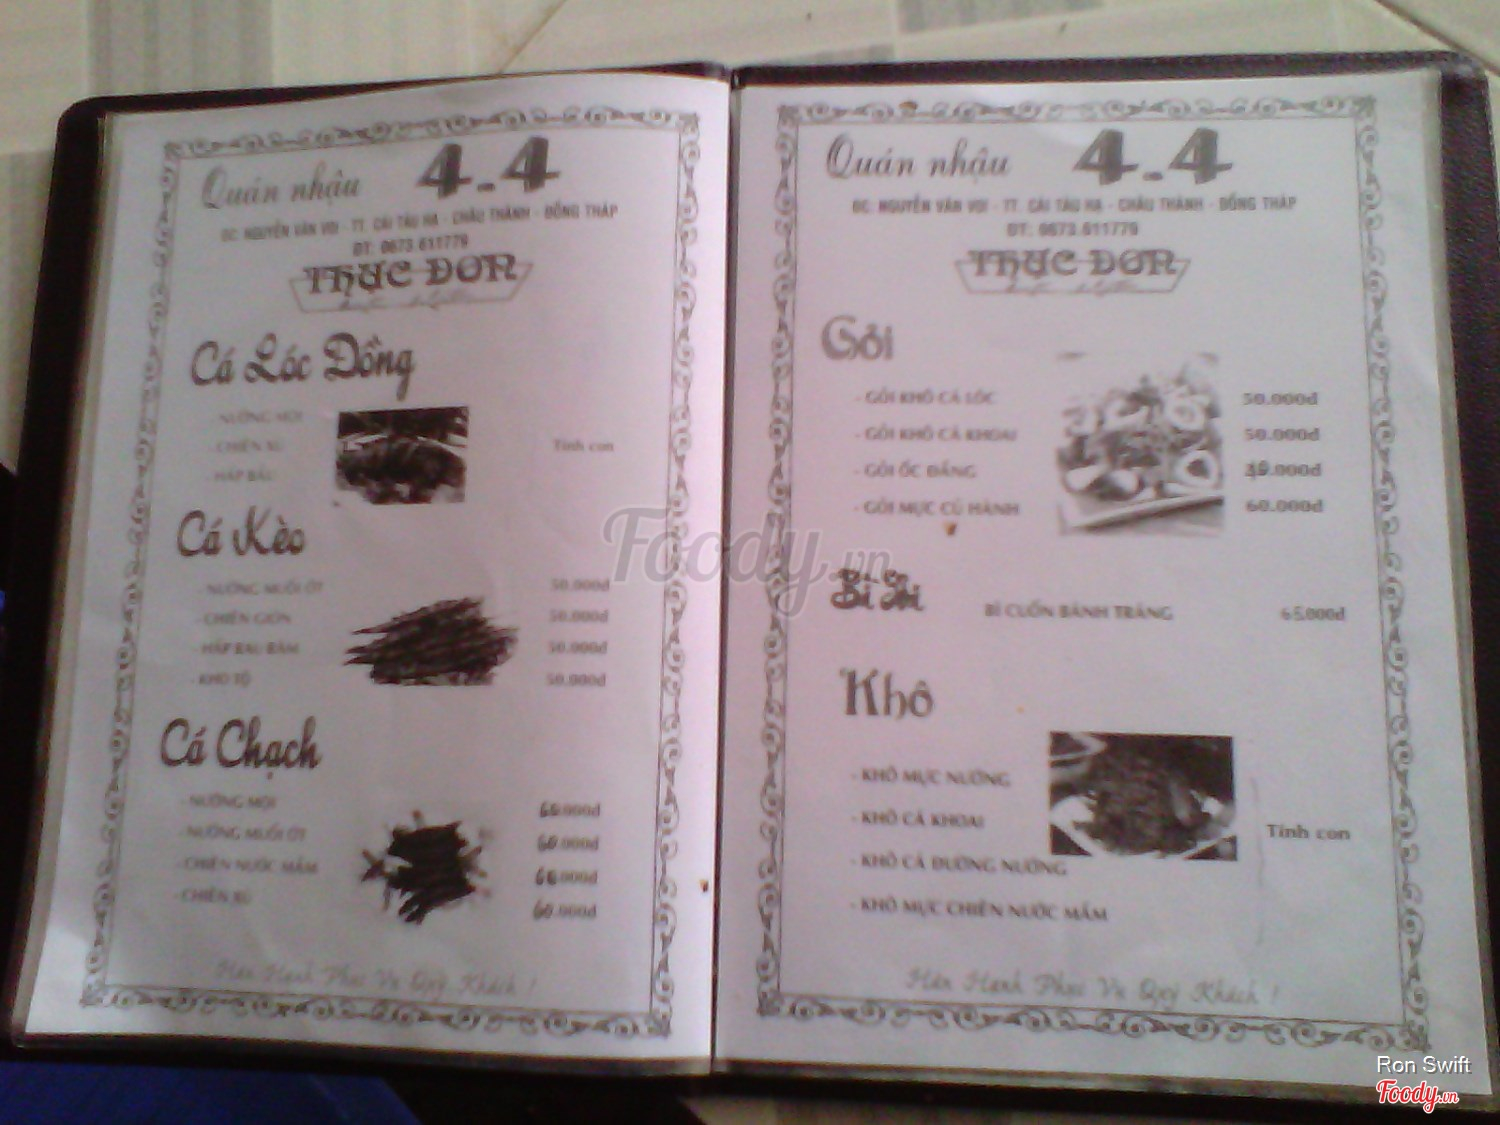 Quán nhậu 4.4
ĐC: NGUYỄN VĂN VOI - TT. CÁI TÀU HẠ - CHÂU THÀNH - ĐỒNG THÁP
ĐT: 0673.611779
THỰC ĐƠN
Cá Lóc Đồng
- NƯỚNG MỌI
- CHIÊN XÙ
- HẤP BẦU
Tính con
Cá Kèo
- NƯỚNG MUỐI ỚT 50.000đ
- CHIÊN GIÒN 50.000đ
- HẤP RAU RĂM 50.000đ
- KHO TỘ 50.000đ
Cá Chạch
- NƯỚNG MỌI 60.000đ
- NƯỚNG MUỐI ỚT 60.000đ
- CHIÊN NƯỚC MẮM 60.000đ
- CHIÊN XÙ 60.000đ
Hân Hạnh Phục Vụ Quý Khách !
Quán nhậu 4.4
ĐC: NGUYỄN VĂN VOI - TT. CÁI TÀU HẠ - CHÂU THÀNH - ĐỒNG THÁP
ĐT: 0673.611779
THỰC ĐƠN
Gỏi
- GỎI KHÔ CÁ LÓC 50.000đ
- GỎI KHÔ CÁ KHOAI 50.000đ
- GỎI ỐC ĐẮNG 40.000đ
- GỎI MỰC CỦ HÀNH 60.000đ
Bì
BÌ CUỐN BÁNH TRÁNG 65.000đ
Khô
- KHÔ MỰC NƯỚNG
- KHÔ CÁ KHOAI
- KHÔ CÁ ĐƯỜNG NƯỚNG
- KHÔ MỰC CHIÊN NƯỚC MẮM
Tính con
Hân Hạnh Phục Vụ Quý Khách !
Foody.vn
Ron Swift
Foody.vn